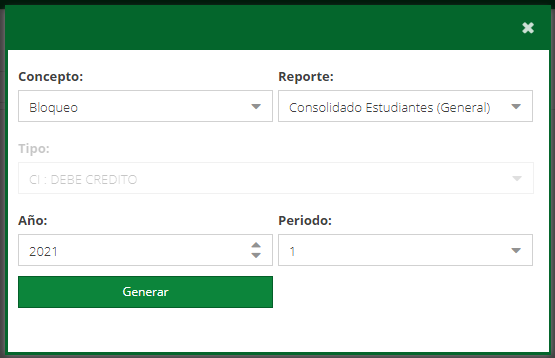 Concepto:
Reporte:
Bloqueo
Consolidado Estudiantes (General)
Tipo:
CI : DEBE CREDITO
Año:
Periodo:
2021
1
Generar